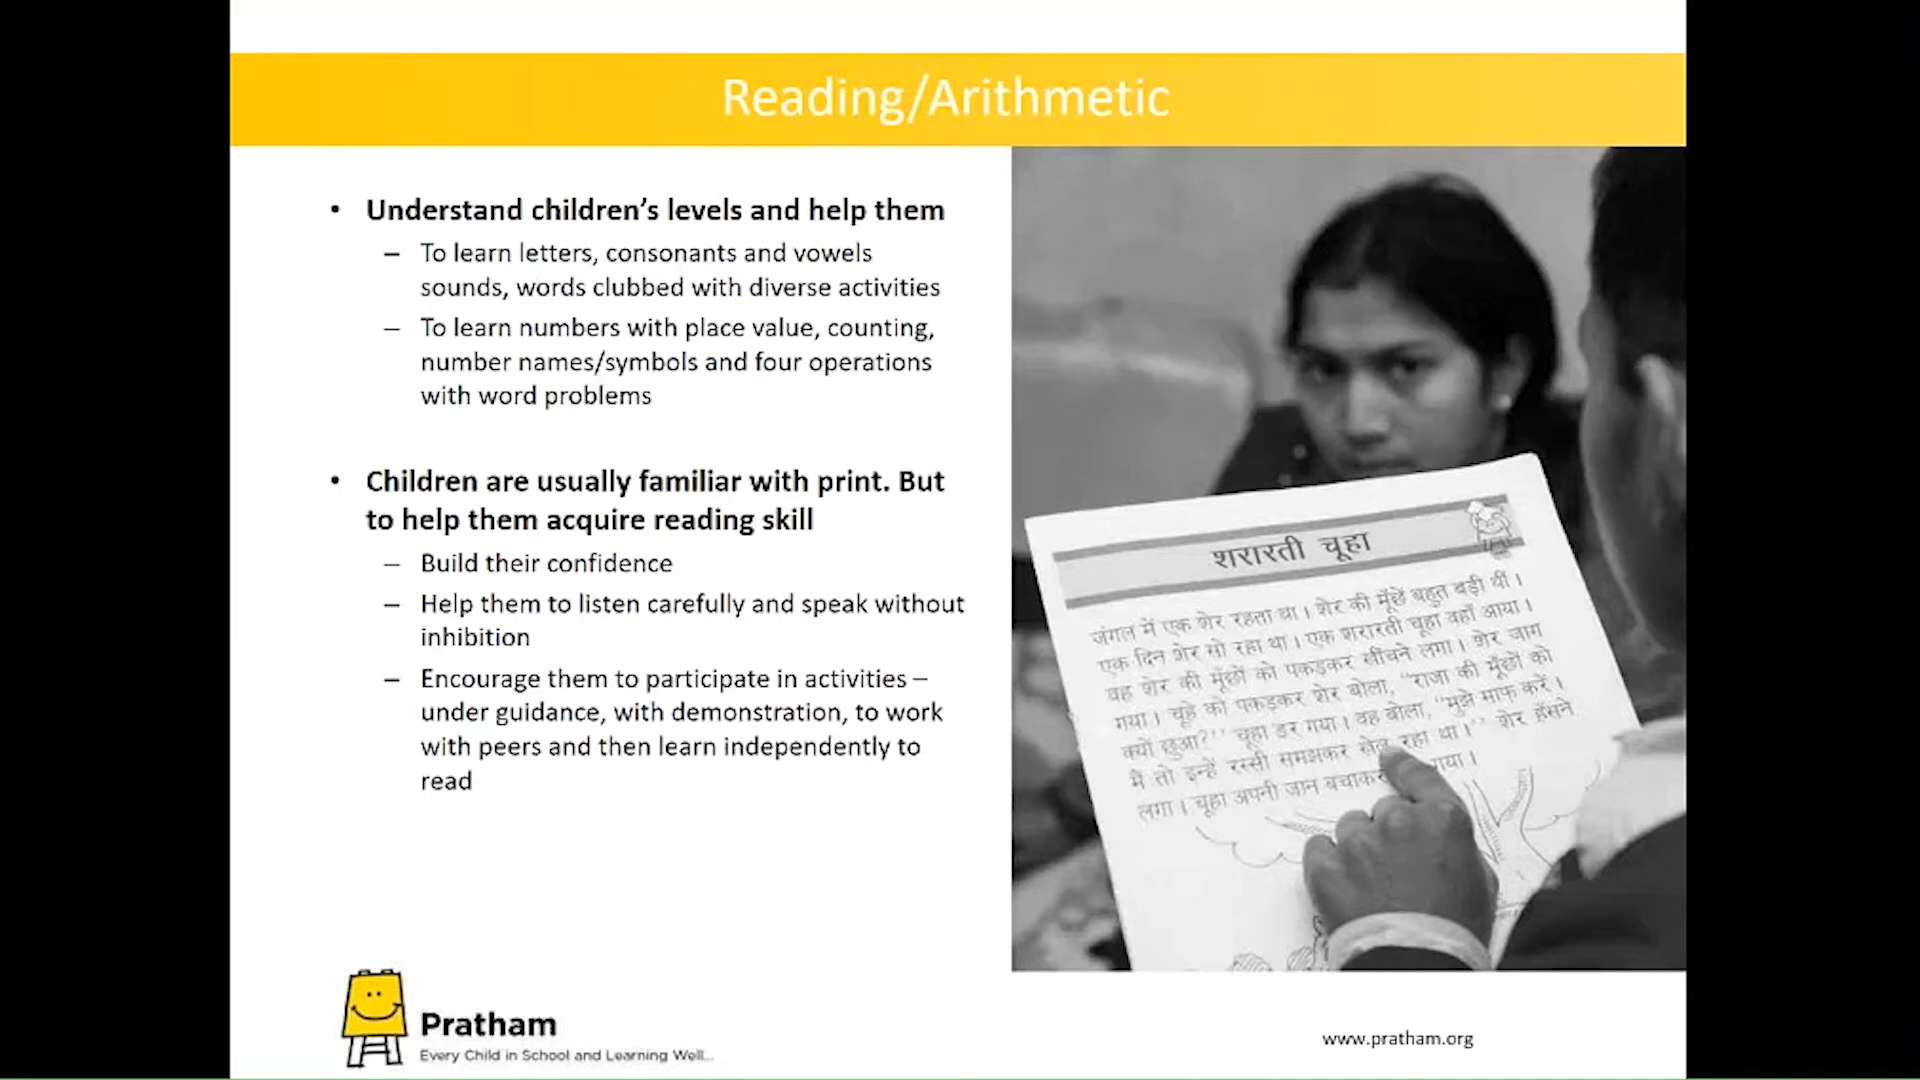 Reading/Arithmetic
• Understand children's levels and help them
– To learn letters, consonants and vowels
sounds, words clubbed with diverse activities
– To learn numbers with place value, counting,
number names/symbols and four operations
with word problems
• Children are usually familiar with print. But
to help them acquire reading skill
– Build their confidence
– Help them to listen carefully and speak without
inhibition
– Encourage them to participate in activities –
under guidance, with demonstration, to work
with peers and then learn independently to
read
शरारती चूहा
जंगल में एक शेर रहता था। शेर की मूँछें बहुत बड़ी थीं।
एक दिन शेर सो रहा था। एक शरारती चूहा वहाँ आया।
वह शेर की मूँछों को पकड़कर खींचने लगा। शेर जाग
गया। चूहे को पकड़कर शेर बोला, "राजा की मूँछों को
क्यों छुआ?'' चूहा डर गया। वह बोला, "मुझे माफ करें।
मैं तो इन्हें रस्सी समझकर खेल रहा था।'' शेर हँसने
लगा। चूहा अपनी जान बचाकर गया।
Pratham
Every Child in School and Learning Well...
www.pratham.org